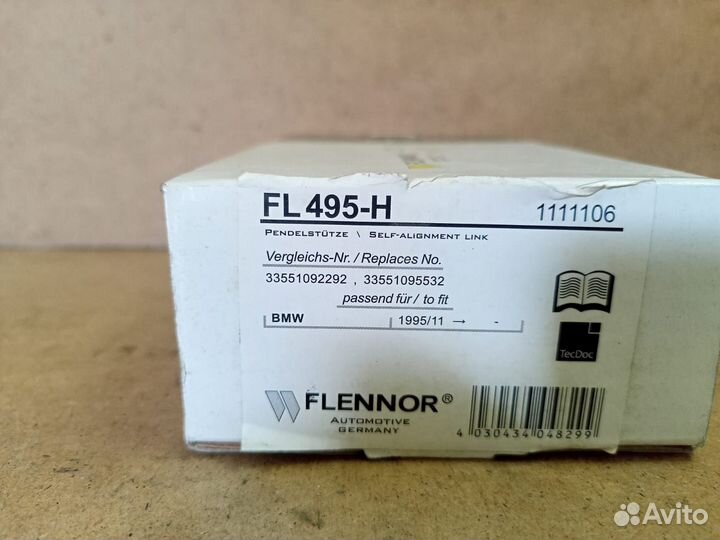 FL 495-H 1111106
PENDELSTÜTZE \ SELF-ALIGNMENT LINK
Vergleichs-Nr. / Replaces No.
33551092292 , 33551095532
passend für / to fit
BMW 1995/11 → -
TecDoc
FLENNOR®
AUTOMOTIVE
GERMANY
4 030434 048299
Avito